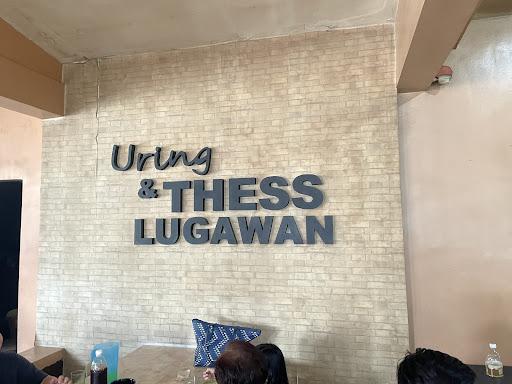 Uring
& THESS
LUGAWAN